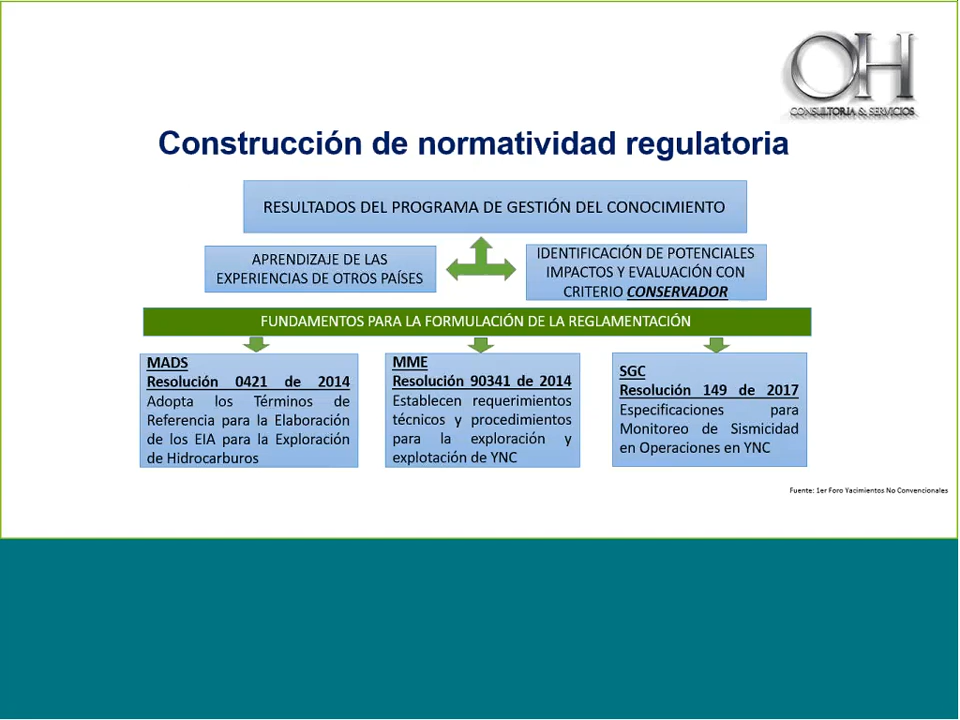 OH
CONSULTORIA & SERVICIOS
Construcción de normatividad regulatoria
RESULTADOS DEL PROGRAMA DE GESTIÓN DEL CONOCIMIENTO
APRENDIZAJE DE LAS
EXPERIENCIAS DE OTROS PAÍSES
IDENTIFICACIÓN DE POTENCIALES
IMPACTOS Y EVALUACIÓN CON
CRITERIO CONSERVADOR
FUNDAMENTOS PARA LA FORMULACIÓN DE LA REGLAMENTACIÓN
MADS
Resolución 0421 de 2014
Adopta los Términos de
Referencia para la Elaboración
de los EIA para la Exploración
de Hidrocarburos
MME
Resolución 90341 de 2014
Establecen requerimientos
técnicos y procedimientos
para la exploración y
explotación de YNC
SGC
Resolución 149 de 2017
Especificaciones para
Monitoreo de Sismicidad
en Operaciones en YNC
Fuente: 1er Foro Yacimientos No Convencionales